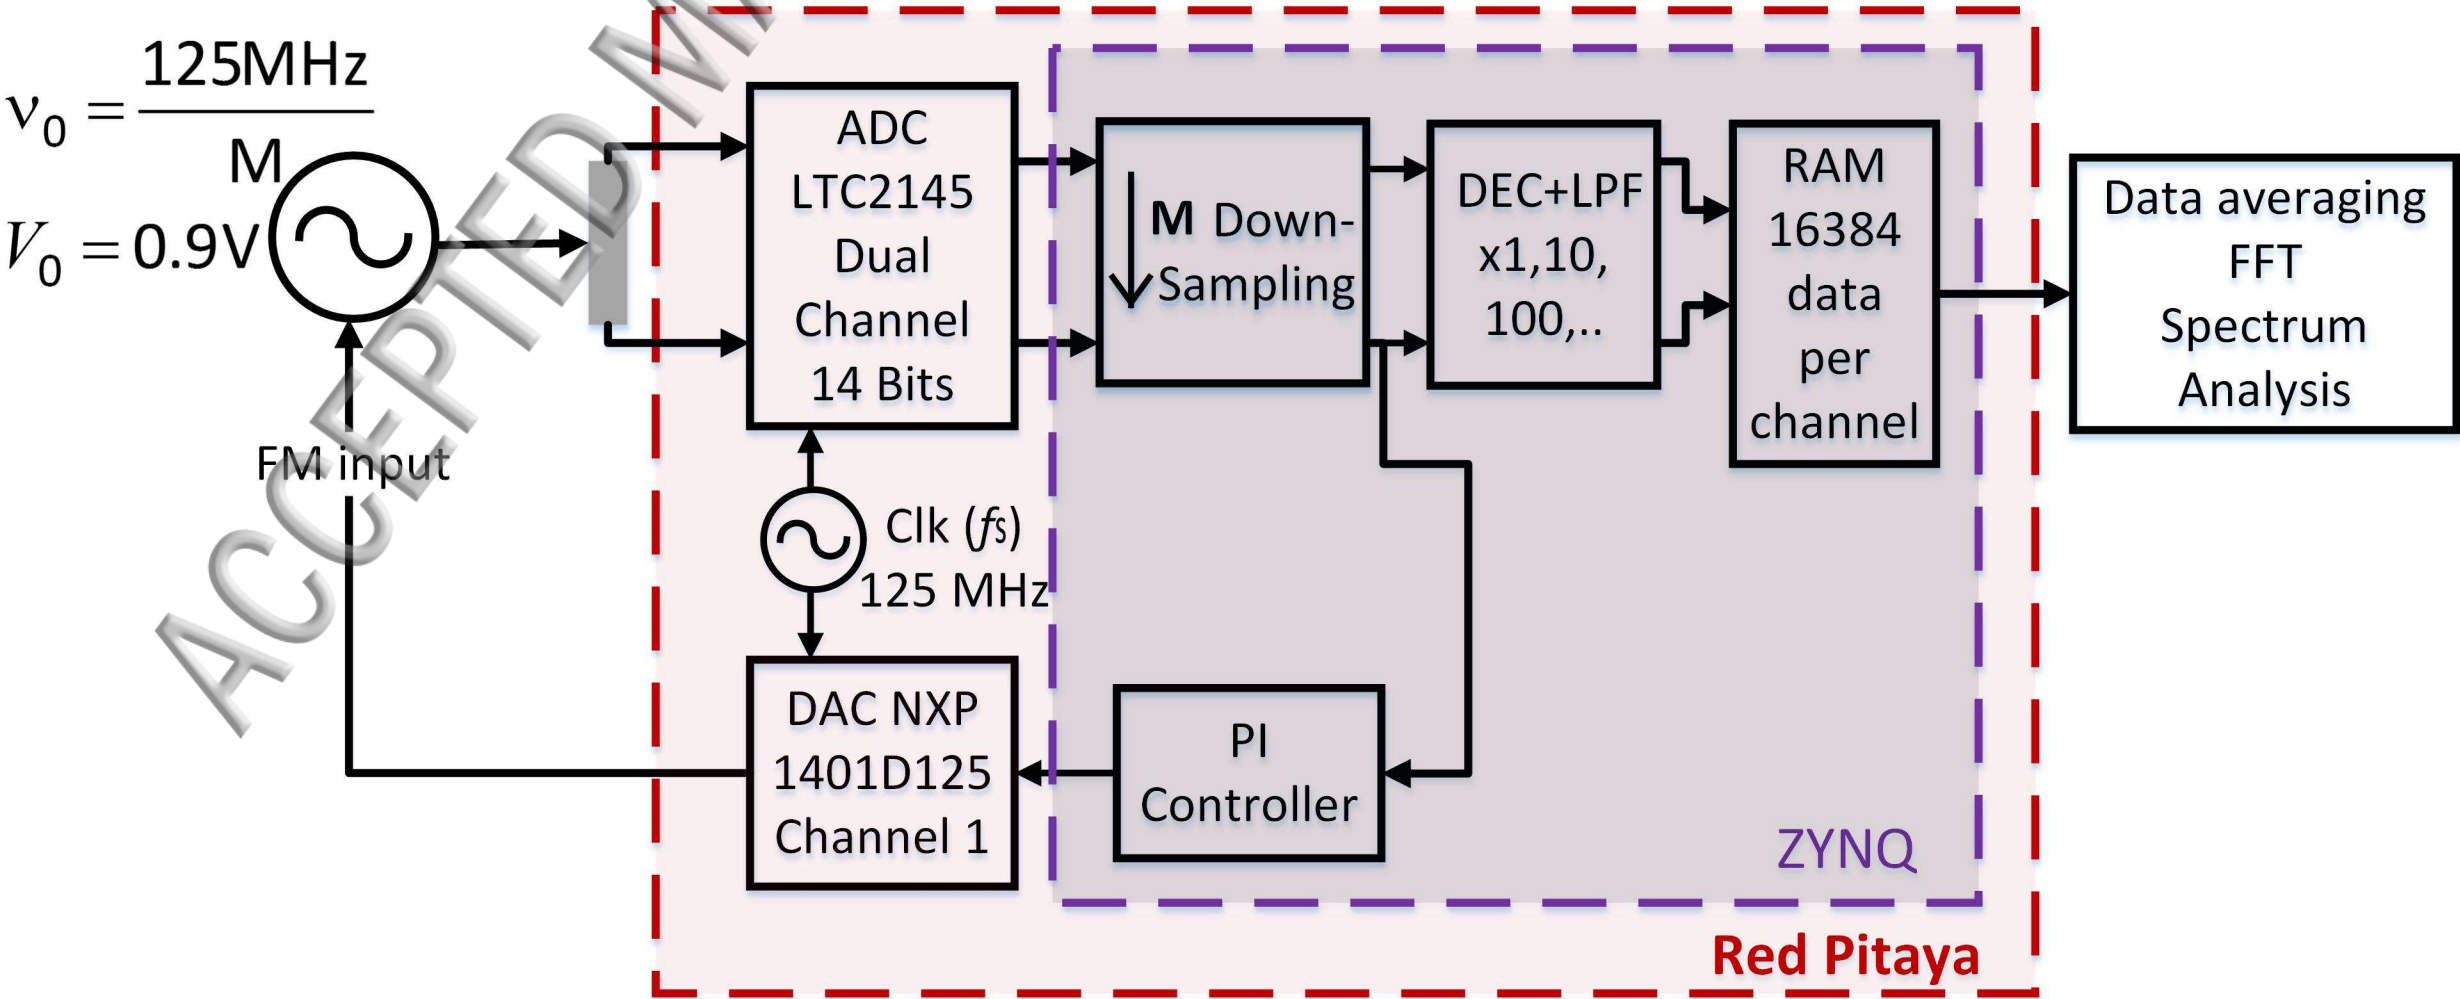 ν0 = 125MHz
M
V0 = 0.9V
FM input
ADC
LTC2145
Dual
Channel
14 Bits
Clk (fs)
125 MHz
DAC NXP
1401D125
Channel 1
M Down-
Sampling
DEC+LPF
x1,10,
100,..
RAM
16384
data
per
channel
PI
Controller
ZYNQ
Red Pitaya
Data averaging
FFT
Spectrum
Analysis
ACCEPTED